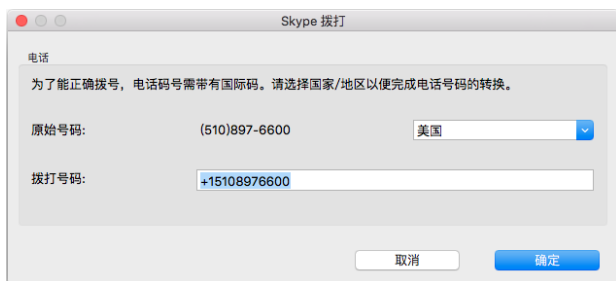 Skype 拨打
电话
为了能正确拨号，电话码号需带有国际码。请选择国家/地区以便完成电话号码的转换。
原始号码: (510)897-6600 美国
拨打号码: +15108976600
取消 确定